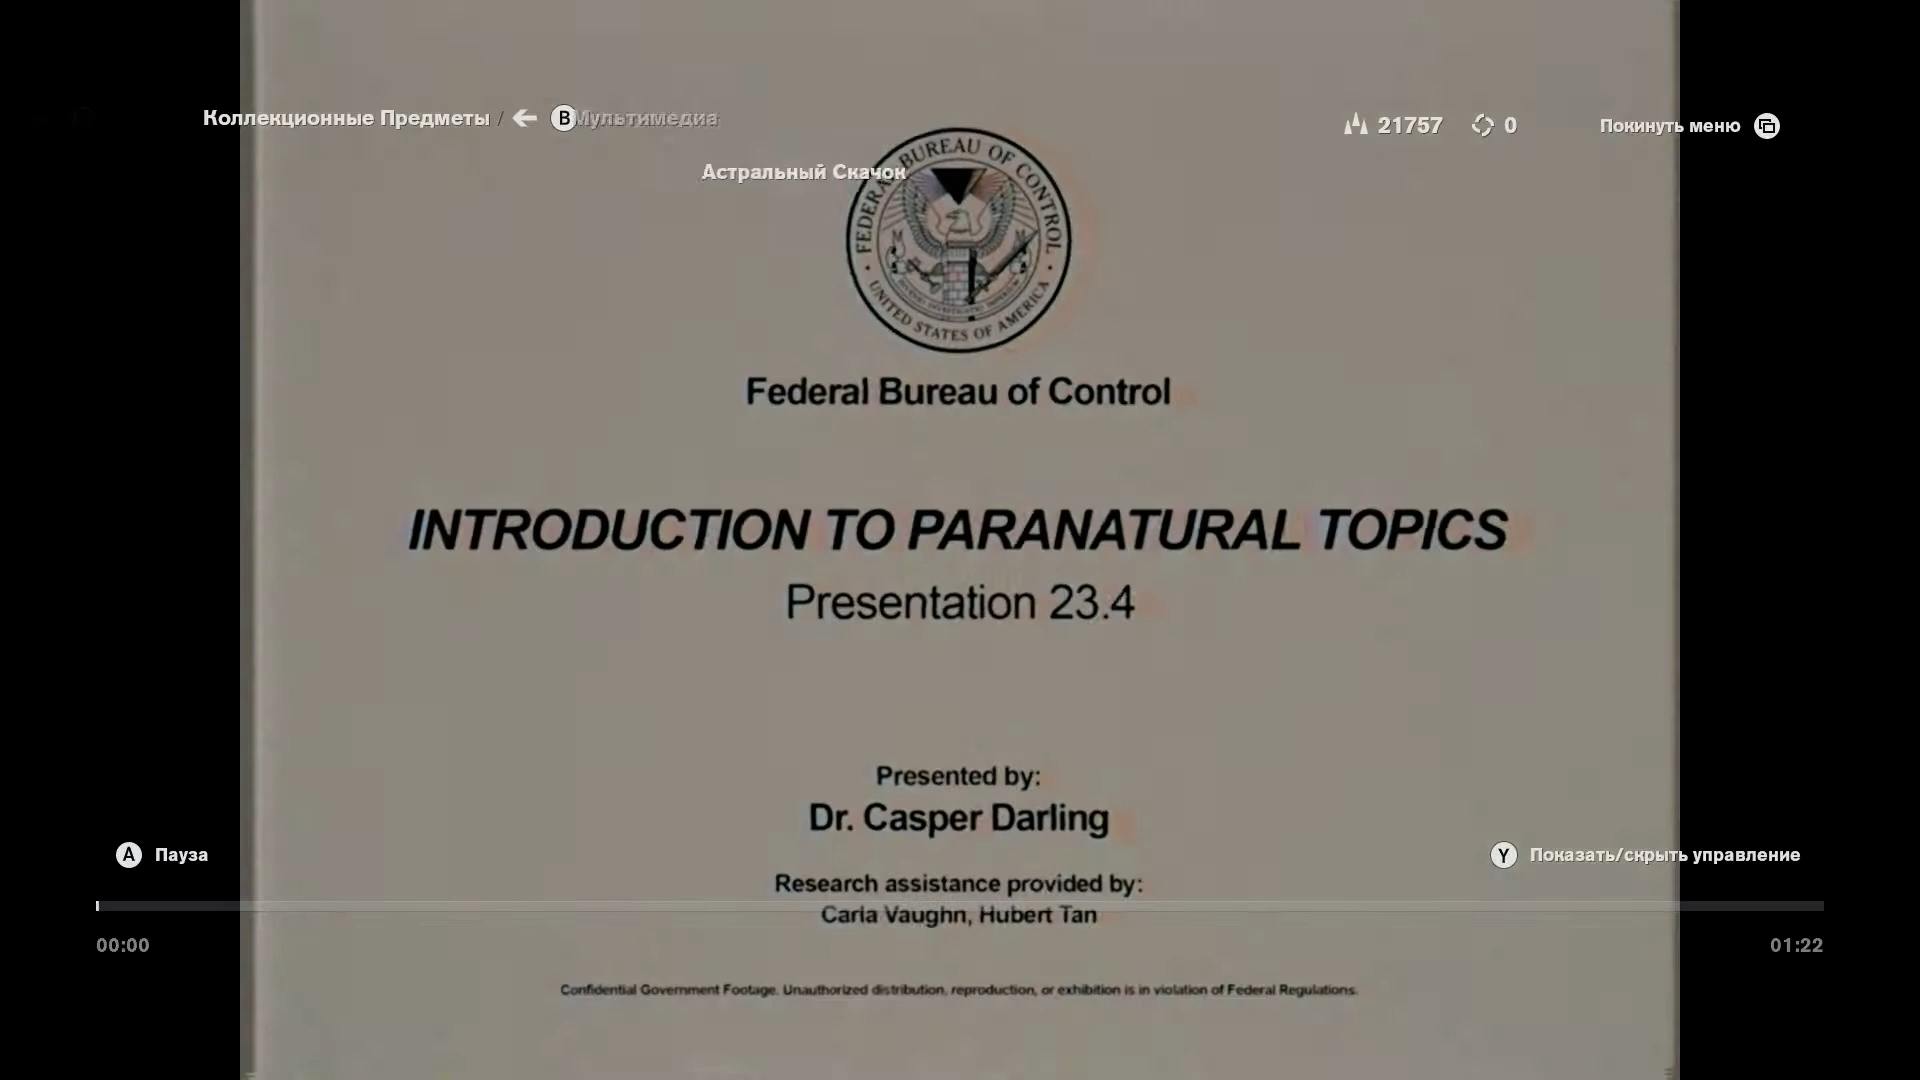 Коллекционные Предметы / B Мультимедиа
21757 0 Покинуть меню
Астральный Скачок
FEDERAL BUREAU OF CONTROL
UNITED STATES OF AMERICA
Federal Bureau of Control
INTRODUCTION TO PARANATURAL TOPICS
Presentation 23.4
Presented by:
Dr. Casper Darling
A Пауза
Y Показать/скрыть управление
Research assistance provided by:
Carla Vaughn, Hubert Tan
00:00
01:22
Confidential Government Footage. Unauthorized distribution, reproduction, or exhibition is in violation of Federal Regulations.